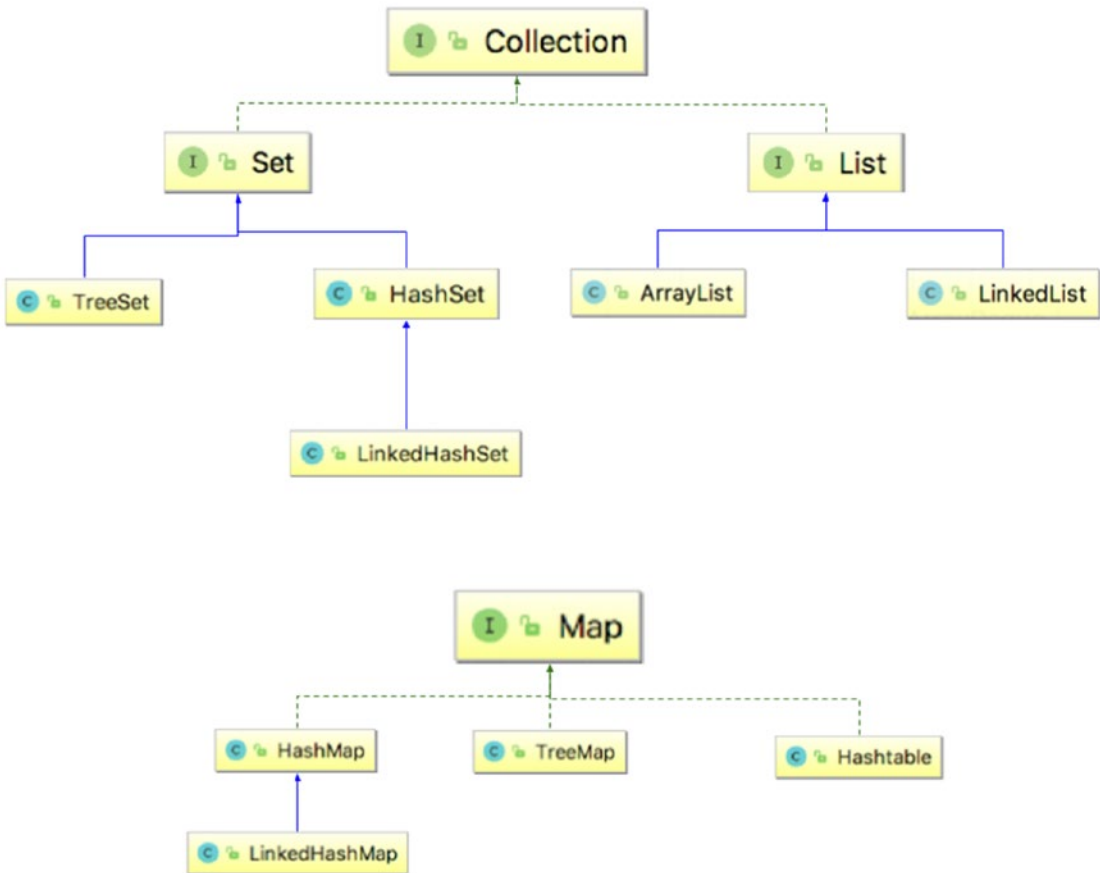 I Collection
I Set
I List
C TreeSet
C HashSet
C ArrayList
C LinkedList
C LinkedHashSet
I Map
C HashMap
C TreeMap
C Hashtable
C LinkedHashMap